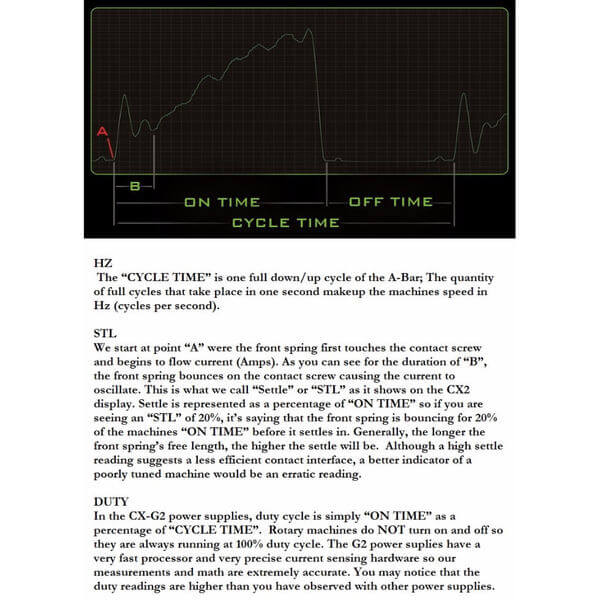 A
B
ON TIME
OFF TIME
CYCLE TIME
HZ
The “CYCLE TIME” is one full down/up cycle of the A-Bar; The quantity
of full cycles that take place in one second makeup the machines speed in
Hz (cycles per second).
STL
We start at point “A” were the front spring first touches the contact screw
and begins to flow current (Amps). As you can see for the duration of “B”,
the front spring bounces on the contact screw causing the current to
oscillate. This is what we call “Settle” or “STL” as it shows on the CX2
display. Settle is represented as a percentage of “ON TIME” so if you are
seeing an “STL” of 20%, it’s saying that the front spring is bouncing for 20%
of the machines “ON TIME” before it settles in. Generally, the longer the
front spring’s free length, the higher the settle will be. Although a high settle
reading suggests a less efficient contact interface, a better indicator of a
poorly tuned machine would be an erratic reading.
DUTY
In the CX-G2 power supplies, duty cycle is simply “ON TIME” as a
percentage of “CYCLE TIME”. Rotary machines do NOT turn on and off so
they are always running at 100% duty cycle. The G2 power suplies have a
very fast processor and very precise current sensing hardware so our
measurements and math are extremely accurate. You may notice that the
duty readings are higher than you have observed with other power supplies.